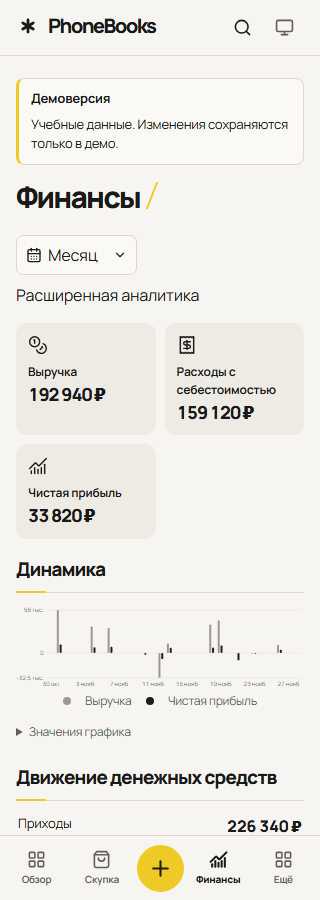 PhoneBooks
Демоверсия
Учебные данные. Изменения сохраняются
только в демо.
Финансы /
Месяц
Расширенная аналитика
Выручка
192 940 ₽
Расходы с
себестоимостью
159 120 ₽
Чистая прибыль
33 820 ₽
Динамика
56 тыс.
0
-32.5 тыс.
30 окт. 3 нояб. 7 нояб. 11 нояб. 15 нояб. 19 нояб. 23 нояб. 27 нояб.
Выручка Чистая прибыль
Значения графика
Движение денежных средств
Приходы 226 340 ₽
Обзор Скупка Финансы Ещё